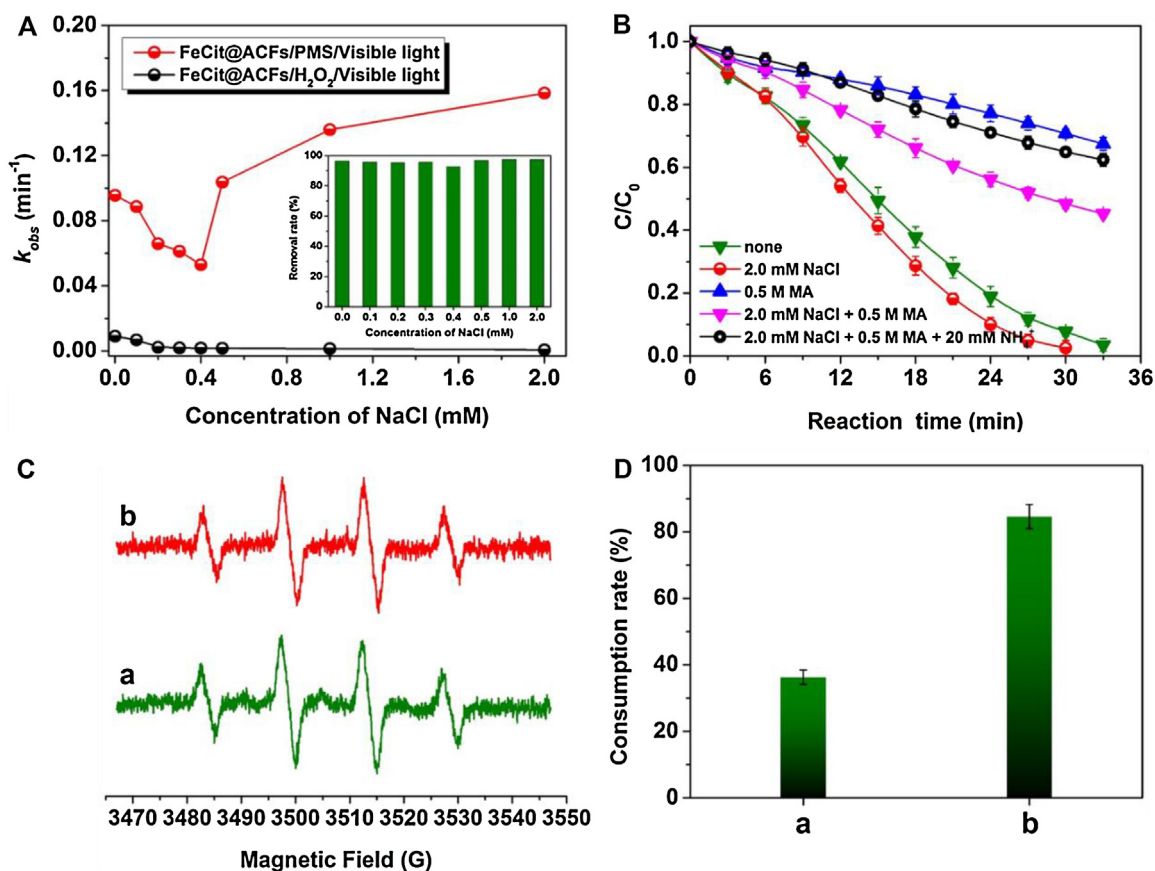 A
0.20
0.16
0.12
0.08
0.04
0.00
k obs (min-1)
FeCit@ACFs/PMS/Visible light
FeCit@ACFs/H2O2/Visible light
100
80
60
40
20
0
Removal rate (%)
0.0 0.1 0.2 0.3 0.4 0.5 1.0 2.0
Concentration of NaCl (mM)
0.0 0.4 0.8 1.2 1.6 2.0
Concentration of NaCl (mM)
B
1.0
0.8
0.6
0.4
0.2
0.0
C/C0
none
2.0 mM NaCl
0.5 M MA
2.0 mM NaCl + 0.5 M MA
2.0 mM NaCl + 0.5 M MA + 20 mM NH
0 6 12 18 24 30 36
Reaction time (min)
C
b
a
3470 3480 3490 3500 3510 3520 3530 3540 3550
Magnetic Field (G)
D
100
80
60
40
20
0
Consumption rate (%)
a b